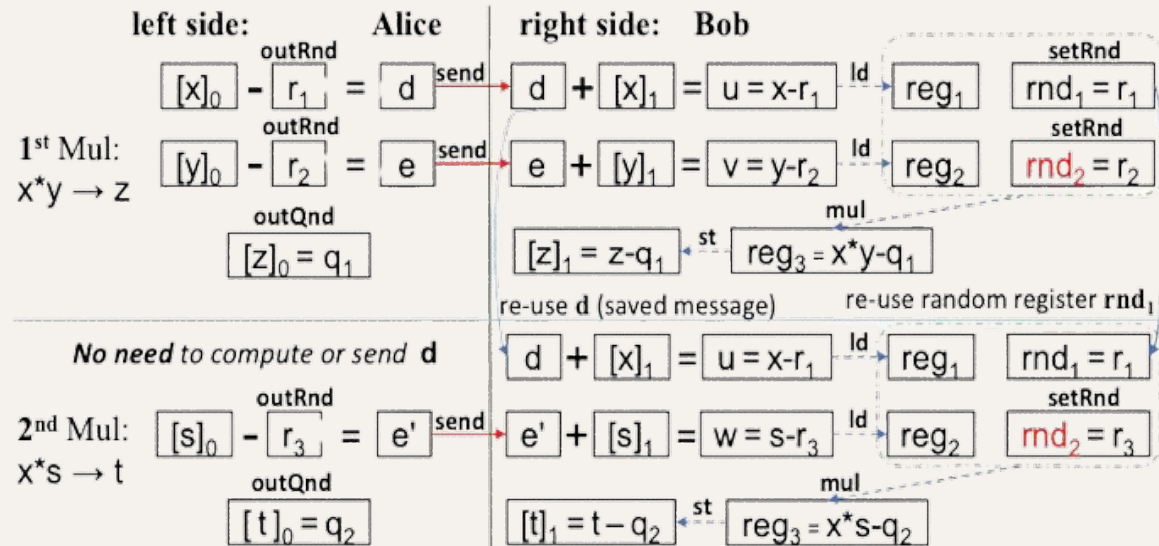 left side: Alice right side: Bob
outRnd setRnd
[x]₀ - r₁ = d send d + [x]₁ = u = x-r₁ ld reg₁ rnd₁ = r₁
1st Mul:
x*y → z
outRnd setRnd
[y]₀ - r₂ = e send e + [y]₁ = v = y-r₂ ld reg₂ rnd₂ = r₂
outQnd mul
[z]₀ = q₁ [z]₁ = z-q₁ st reg₃ = x*y-q₁
re-use d (saved message) re-use random register rnd₁
No need to compute or send d d + [x]₁ = u = x-r₁ ld reg₁ rnd₁ = r₁
2nd Mul:
x*s → t
outRnd setRnd
[s]₀ - r₃ = e' send e' + [s]₁ = w = s-r₃ ld reg₂ rnd₂ = r₃
outQnd mul
[t]₀ = q₂ [t]₁ = t-q₂ st reg₃ = x*s-q₂